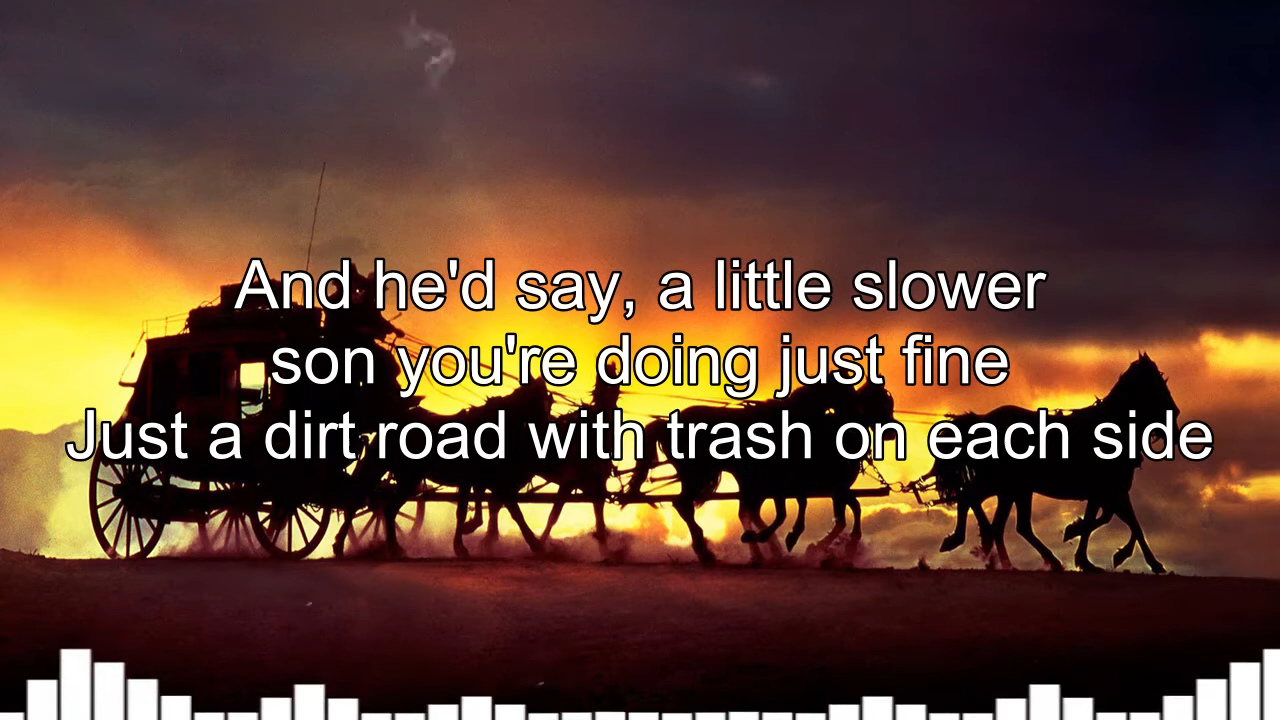 And he'd say, a little slower
son you're doing just fine
Just a dirt road with trash on each side